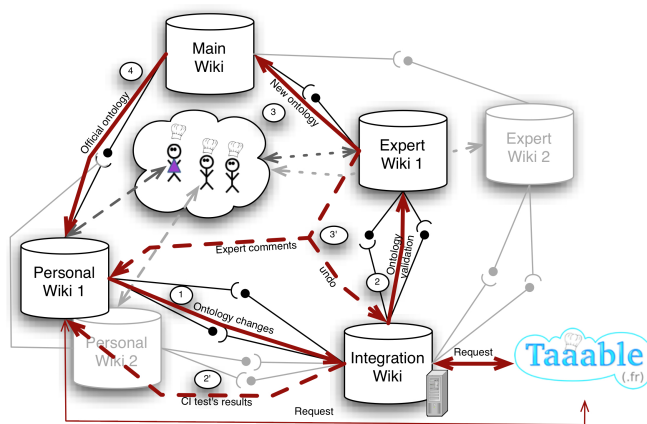 Main
Wiki
4
3
New ontology
Official ontology
Expert
Wiki 1
Expert
Wiki 2
3'
Expert comments
undo
Ontology
validation
2
Personal
Wiki 1
1
Ontology changes
Personal
Wiki 2
2'
CI test's results
Integration
Wiki
Request
Taaable
(.fr)
Request